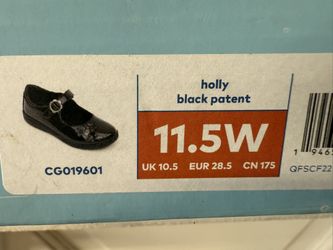 holly
black patent
11.5W
UK 10.5 EUR 28.5 CN 175
CG019601
QFSCF22